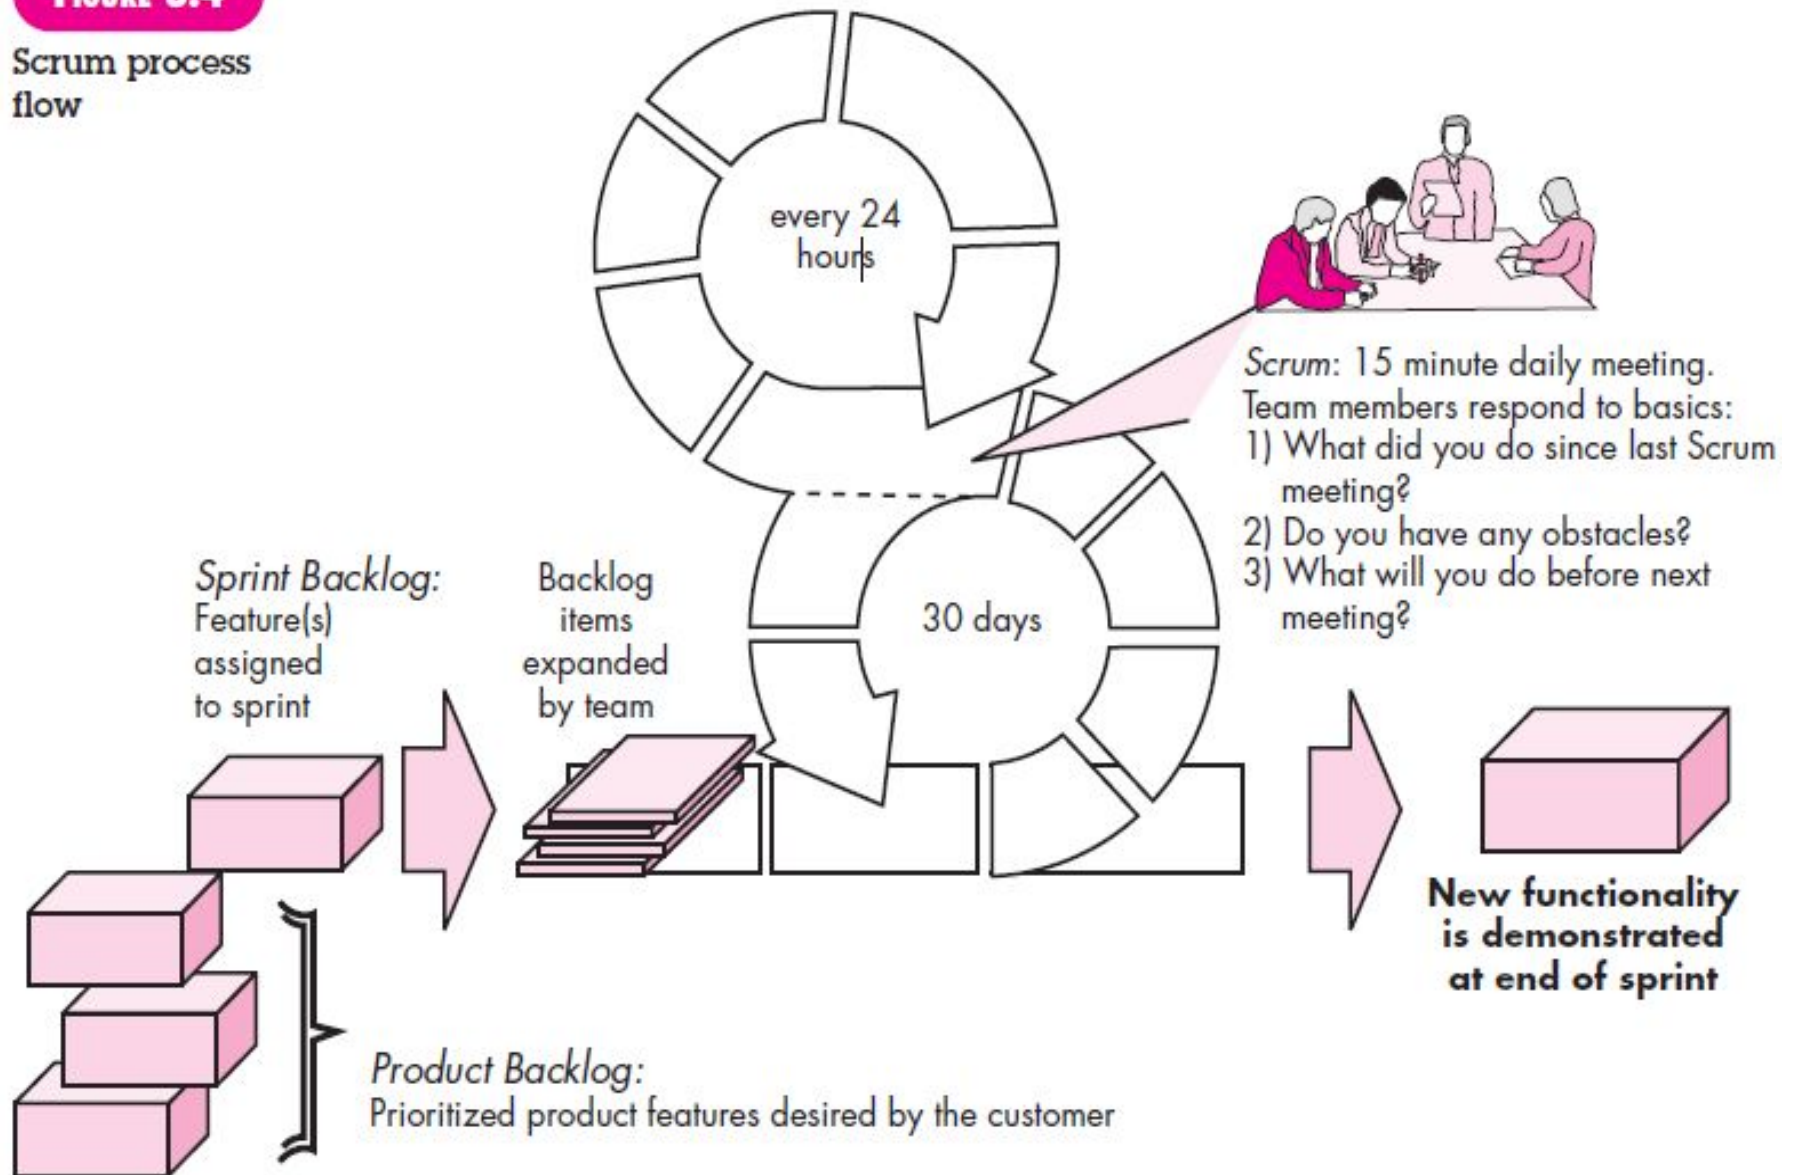 Scrum process
flow
every 24
hours
Scrum: 15 minute daily meeting.
Team members respond to basics:
1) What did you do since last Scrum
meeting?
2) Do you have any obstacles?
3) What will you do before next
meeting?
Sprint Backlog:
Feature(s)
assigned
to sprint
Backlog
items
expanded
by team
30 days
New functionality
is demonstrated
at end of sprint
Product Backlog:
Prioritized product features desired by the customer